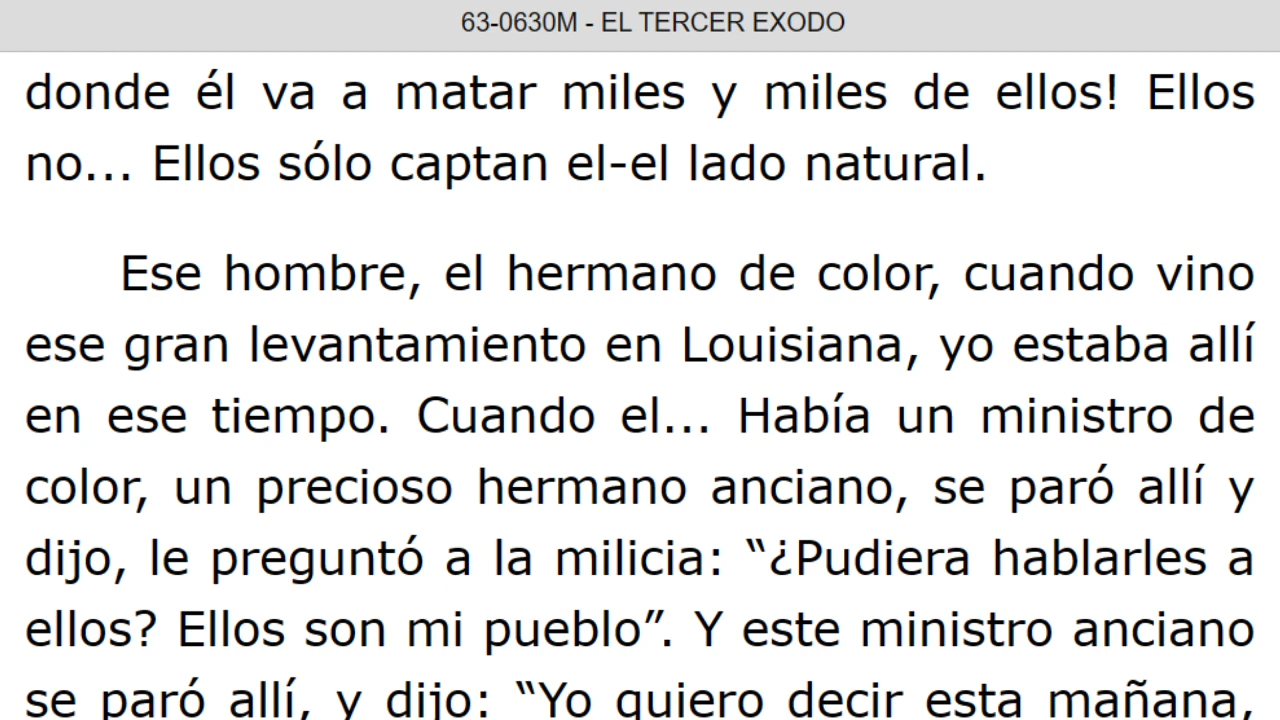 63-0630M - EL TERCER EXODO
donde él va a matar miles y miles de ellos! Ellos
no… Ellos sólo captan el-el lado natural.
Ese hombre, el hermano de color, cuando vino
ese gran levantamiento en Louisiana, yo estaba allí
en ese tiempo. Cuando el… Había un ministro de
color, un precioso hermano anciano, se paró allí y
dijo, le preguntó a la milicia: “¿Pudiera hablarles a
ellos? Ellos son mi pueblo”. Y este ministro anciano
se paró allí, y dijo: “Yo quiero decir esta mañana,